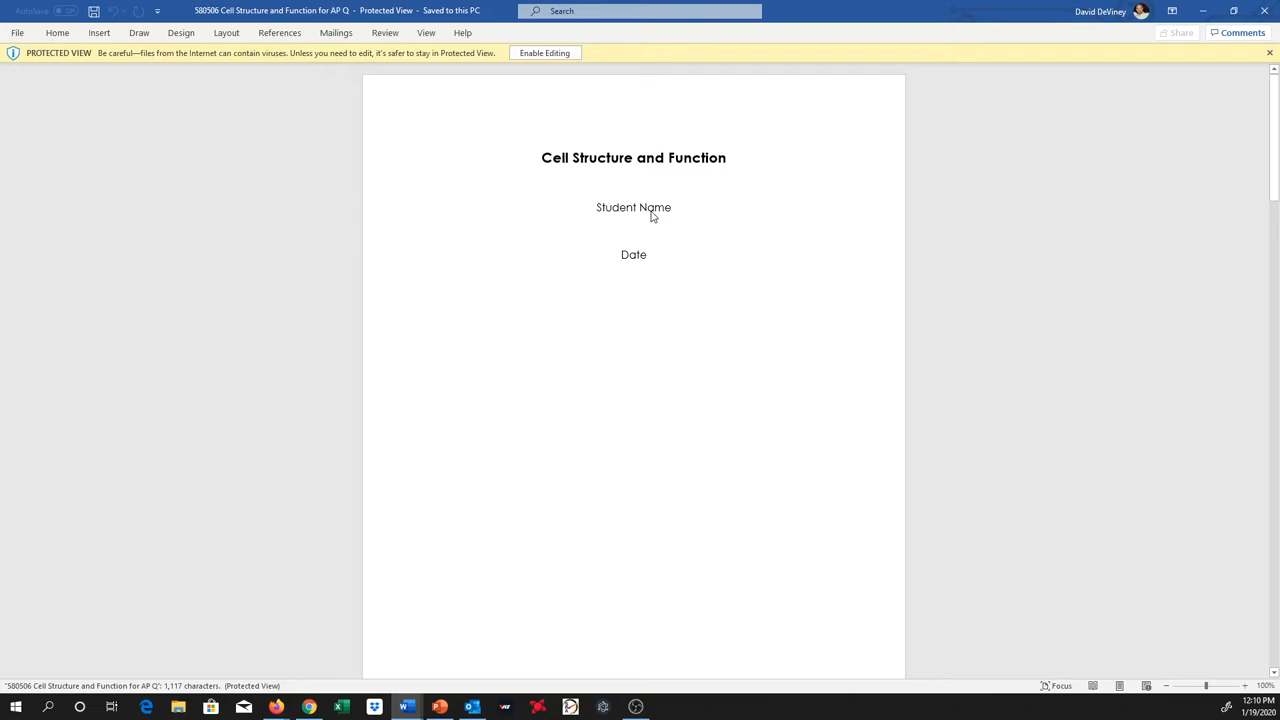 AutoSave Off
580506 Cell Structure and Function for AP Q - Protected View - Saved to this PC
Search
David DeViney
File Home Insert Draw Design Layout References Mailings Review View Help
Share Comments
PROTECTED VIEW Be careful—files from the Internet can contain viruses. Unless you need to edit, it's safer to stay in Protected View. Enable Editing
Cell Structure and Function
Student Name
Date
"580506 Cell Structure and Function for AP Q": 1,117 characters. (Protected View)
Focus
100%
12:10 PM
1/19/2020